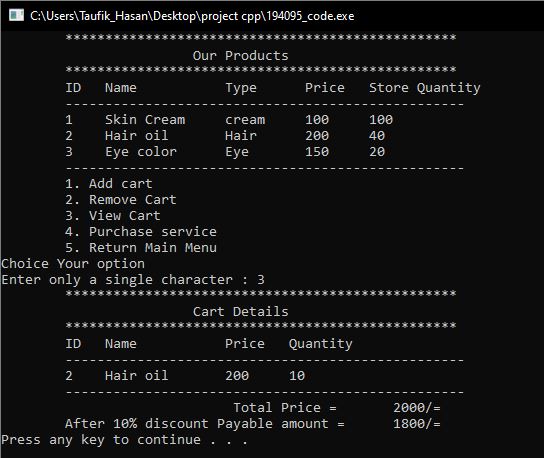 C:\Users\Taufik_Hasan\Desktop\project cpp\194095_code.exe
*************************************************
Our Products
*************************************************
ID Name Type Price Store Quantity
--------------------------------------------------
1 Skin Cream cream 100 100
2 Hair oil Hair 200 40
3 Eye color Eye 150 20
--------------------------------------------------
1. Add cart
2. Remove Cart
3. View Cart
4. Purchase service
5. Return Main Menu
Choice Your option
Enter only a single character : 3
*************************************************
Cart Details
*************************************************
ID Name Price Quantity
--------------------------------------------------
2 Hair oil 200 10
--------------------------------------------------
Total Price = 2000/=
After 10% discount Payable amount = 1800/=
Press any key to continue . . .